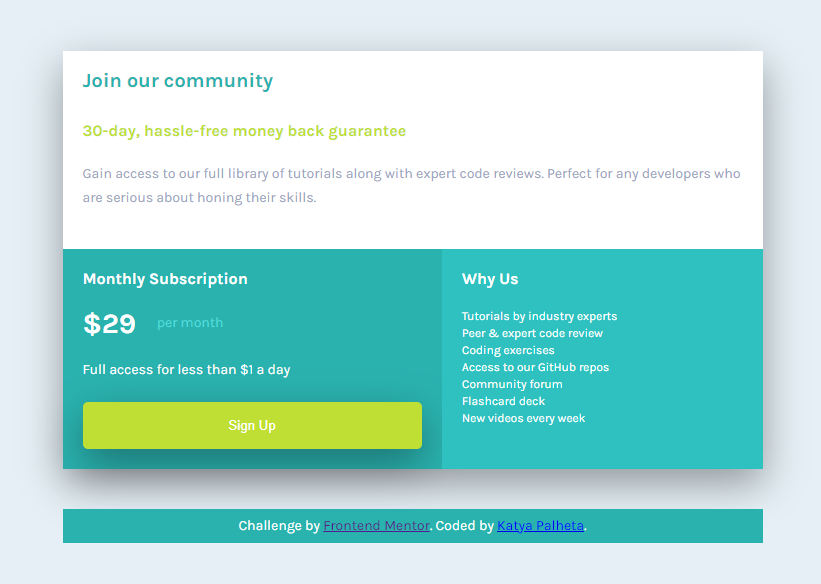 Join our community
30-day, hassle-free money back guarantee
Gain access to our full library of tutorials along with expert code reviews. Perfect for any developers who
are serious about honing their skills.
Monthly Subscription
$29 per month
Full access for less than $1 a day
Sign Up
Why Us
Tutorials by industry experts
Peer & expert code review
Coding exercises
Access to our GitHub repos
Community forum
Flashcard deck
New videos every week
Challenge by Frontend Mentor. Coded by Katya Palheta.